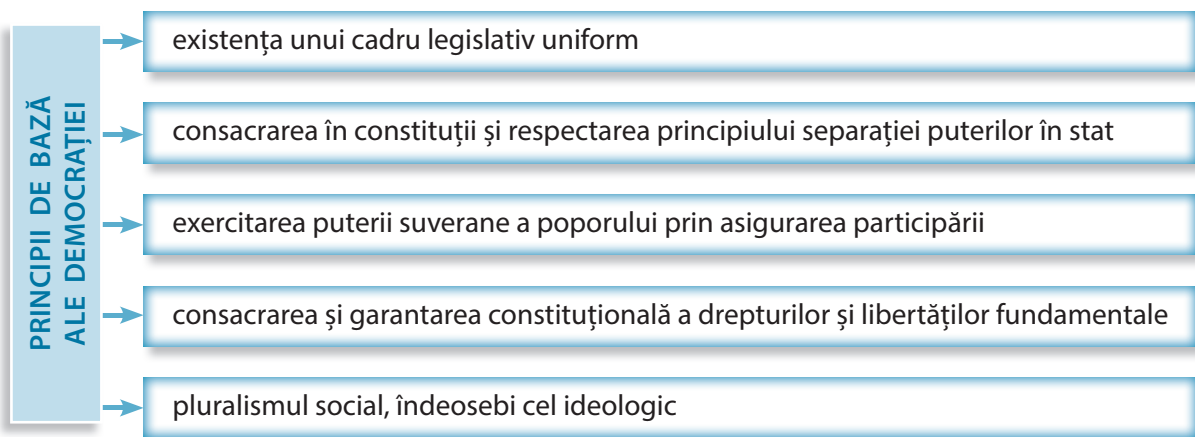 PRINCIPII DE BAZĂ
ALE DEMOCRAȚIEI
existența unui cadru legislativ uniform
consacrarea în constituții și respectarea principiului separației puterilor în stat
exercitarea puterii suverane a poporului prin asigurarea participării
consacrarea și garantarea constituțională a drepturilor și libertăților fundamentale
pluralismul social, îndeosebi cel ideologic